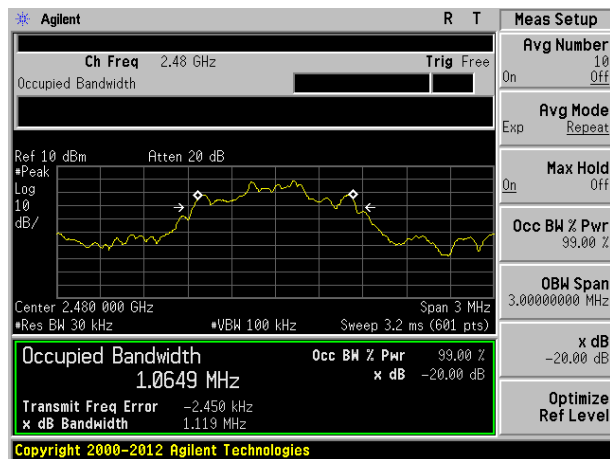 Agilent R T Meas Setup
Avg Number
10
On Off
Ch Freq 2.48 GHz Trig Free
Occupied Bandwidth
Avg Mode
Exp Repeat
Ref 10 dBm Atten 20 dB
#Peak
Log
10
dB/
Max Hold
On Off
Occ BW % Pwr
99.00 %
OBW Span
3.00000000 MHz
Center 2.480 000 GHz Span 3 MHz
#Res BW 30 kHz #VBW 100 kHz Sweep 3.2 ms (601 pts)
Occupied Bandwidth Occ BW % Pwr 99.00 %
1.0649 MHz x dB -20.00 dB
x dB
-20.00 dB
Transmit Freq Error -2.450 kHz
x dB Bandwidth 1.119 MHz
Optimize
Ref Level
Copyright 2000-2012 Agilent Technologies